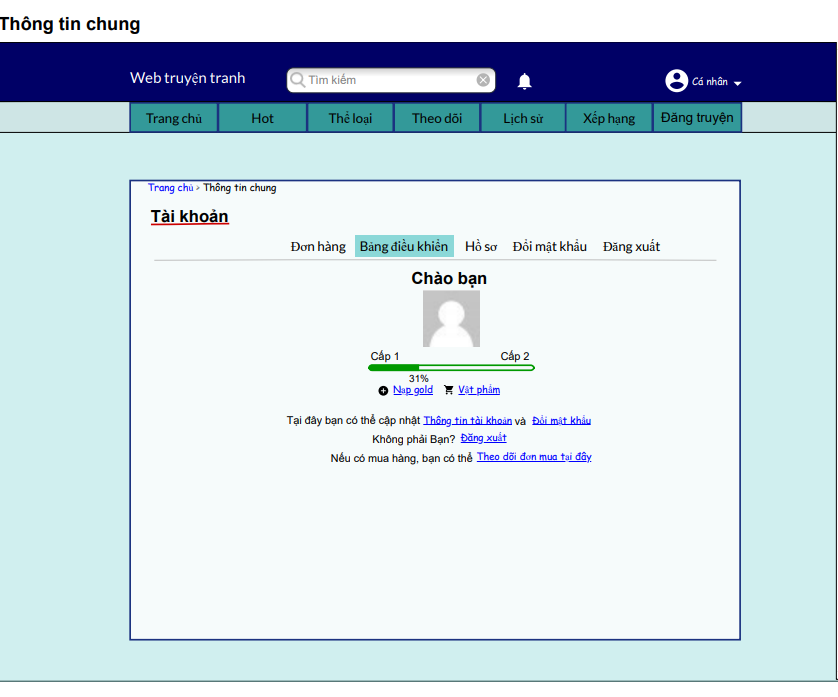 Thông tin chung
Web truyện tranh Tìm kiếm Cá nhân
Trang chủ Hot Thể loại Theo dõi Lịch sử Xếp hạng Đăng truyện
Trang chủ > Thông tin chung
Tài khoản
Đơn hàng Bảng điều khiển Hồ sơ Đổi mật khẩu Đăng xuất
Chào bạn
Cấp 1 Cấp 2
31%
Nạp gold Vật phẩm
Tại đây bạn có thể cập nhật Thông tin tài khoản và Đổi mật khẩu
Không phải Bạn? Đăng xuất
Nếu có mua hàng, bạn có thể Theo dõi đơn mua tại đây